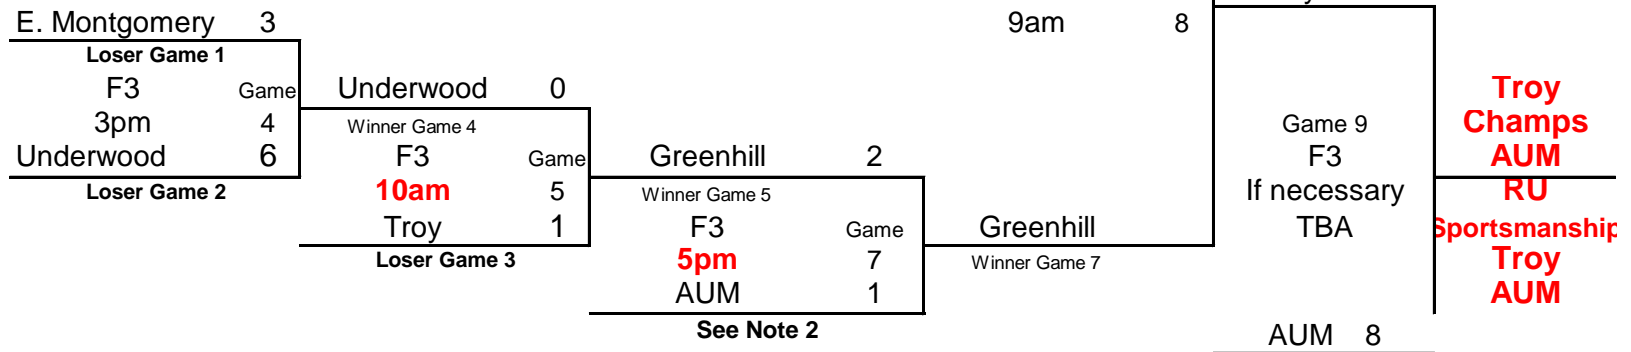 E. Montgomery 3 9am 8
Loser Game 1
F3 Game Underwood 0 Troy
3pm 4 Winner Game 4 Game 9 Champs
Underwood 6 F3 Game Greenhill 2 F3 AUM
Loser Game 2 10am 5 Winner Game 5 If necessary RU
Troy 1 F3 Game Greenhill TBA Sportsmanship
Loser Game 3 5pm 7 Winner Game 7 Troy
AUM 1 AUM
See Note 2 AUM 8